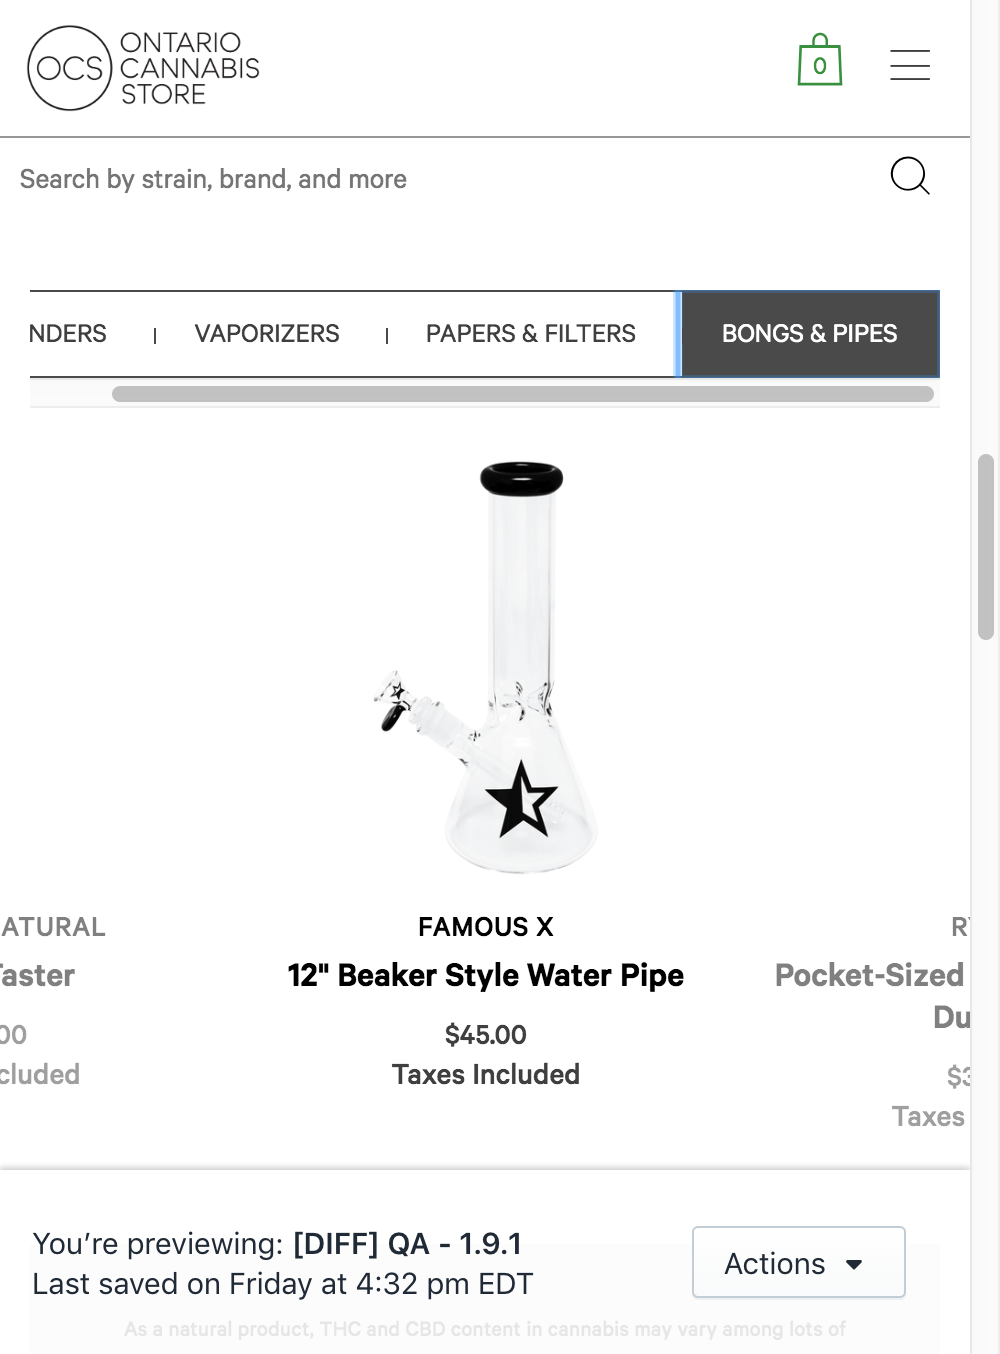 OCS
ONTARIO
CANNABIS
STORE
0
Search by strain, brand, and more
NDERS | VAPORIZERS | PAPERS & FILTERS BONGS & PIPES
ATURAL FAMOUS X R
aster 12" Beaker Style Water Pipe Pocket-Sized
Du
00 $45.00 $3
cluded Taxes Included Taxes
You’re previewing: [DIFF] QA - 1.9.1
Last saved on Friday at 4:32 pm EDT
Actions
As a natural product, THC and CBD content in cannabis may vary among lots of